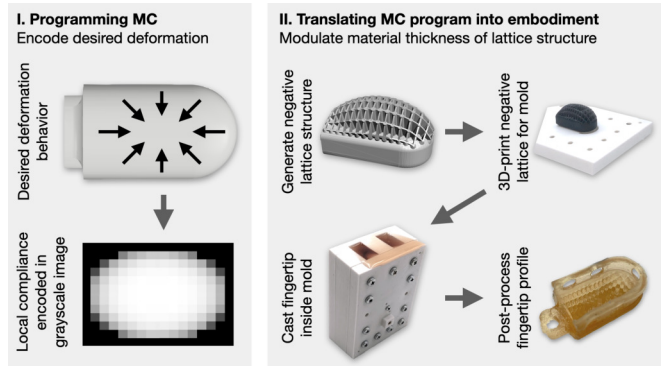 I. Programming MC
Encode desired deformation
Desired deformation
behavior
Local compliance
encoded in
grayscale image
II. Translating MC program into embodiment
Modulate material thickness of lattice structure
Generate negative
lattice structure
3D-print negative
lattice for mold
Cast fingertip
inside mold
Post-process
fingertip profile